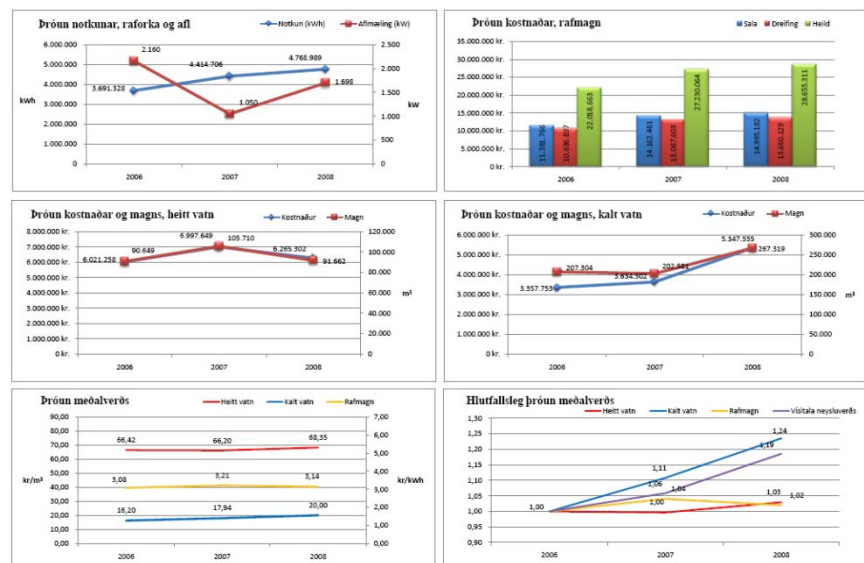 Þróun notkunar, raforka og afl
Notkun (kWh) Aflmæling (kW)
6.000.000
5.000.000
4.000.000
3.000.000
2.000.000
1.000.000
0
kWh
2.500
2.000
1.500
1.000
500
0
kW
2.160
4.414.706
4.768.989
3.691.328
1.050
1.698
2006 2007 2008
Þróun kostnaðar, rafmagn
Sala Dreifing Heild
35.000.000 kr.
30.000.000 kr.
25.000.000 kr.
20.000.000 kr.
15.000.000 kr.
10.000.000 kr.
5.000.000 kr.
0 kr.
11.381.766
10.636.897
22.018.663
14.162.461
13.067.603
27.230.064
14.995.182
13.660.129
28.655.311
2006 2007 2008
Þróun kostnaðar og magns, heitt vatn
Kostnaður Magn
8.000.000 kr.
7.000.000 kr.
6.000.000 kr.
5.000.000 kr.
4.000.000 kr.
3.000.000 kr.
2.000.000 kr.
1.000.000 kr.
0 kr.
120.000
100.000
80.000
60.000
40.000
20.000
0
m³
6.997.649
90.649
105.710
6.265.302
6.021.258
91.662
2006 2007 2008
Þróun kostnaðar og magns, kalt vatn
Kostnaður Magn
6.000.000 kr.
5.000.000 kr.
4.000.000 kr.
3.000.000 kr.
2.000.000 kr.
1.000.000 kr.
0 kr.
300.000
250.000
200.000
150.000
100.000
50.000
0
m³
5.347.555
267.319
207.304
3.357.753
2006 2007 2008
Þróun meðalverðs
Heitt vatn Kalt vatn Rafmagn
90,00
80,00
70,00
60,00
50,00
40,00
30,00
20,00
10,00
0,00
kr/m³
7,00
6,00
5,00
4,00
3,00
2,00
1,00
0,00
kr/kWh
66,42 66,20 68,35
3,08 3,21 3,14
16,20 17,94 20,00
2006 2007 2008
Hlutfallsleg þróun meðalverðs
Heitt vatn Kalt vatn Rafmagn Vísitala neysluverðs
1,30
1,25
1,20
1,15
1,10
1,05
1,00
0,95
0,90
1,24
1,19
1,11
1,06
1,04
1,00
1,00
1,03
1,02
2006 2007 2008